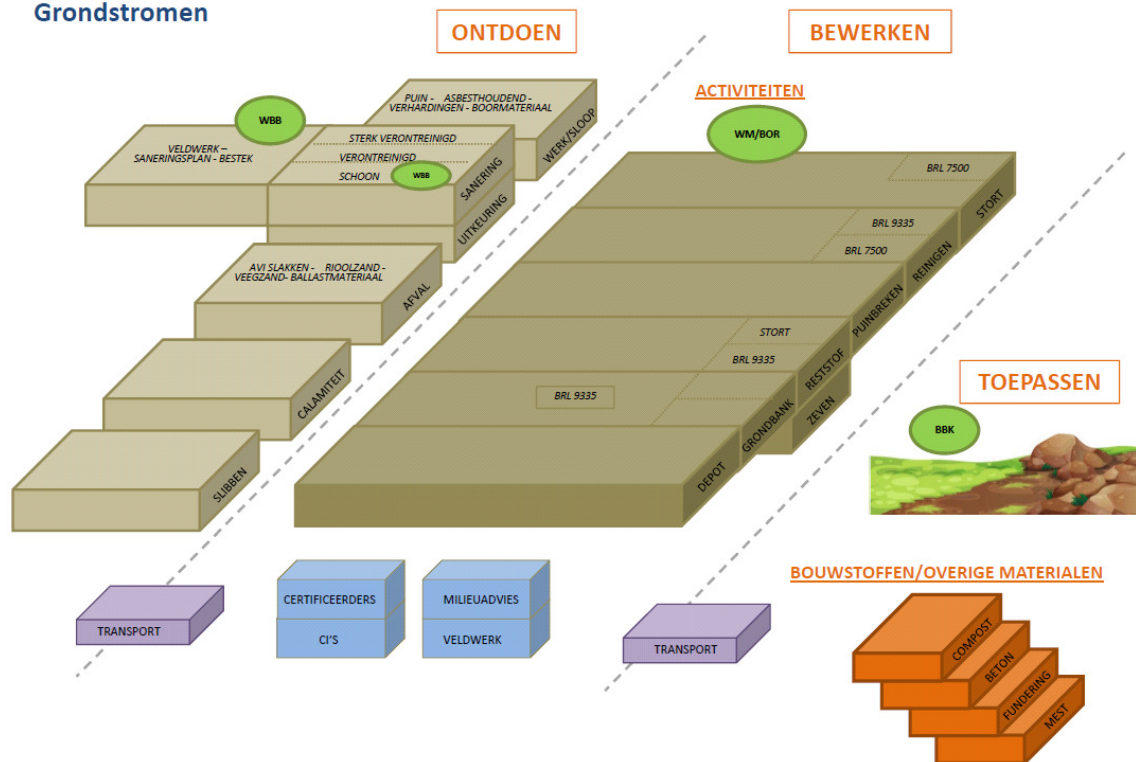 Grondstromen
ONTDOEN
BEWERKEN
ACTIVITEITEN
WM/BOR
PUIN - ASBESTHOUDEND -
VERHARDINGEN - BOORMATERIAAL
WERK/SLOOP
WBB
VELDWERK –
SANERINGSPLAN - BESTEK
STERK VERONTREINIGD
VERONTREINIGD
SCHOON
WBB
SANERING
UITKEURING
AVI SLAKKEN - RIOOLZAND -
VEEGZAND- BALLASTMATERIAAL
AFVAL
CALAMITEIT
SLIBBEN
BRL 7500
STORT
BRL 9335
BRL 7500
REINIGEN
PUINBREKEN
STORT
BRL 9335
RESTSTOF
ZEVEN
BRL 9335
GRONDBANK
DEPOT
TOEPASSEN
BBK
TRANSPORT
CERTIFICEERDERS
CI'S
MILIEUADVIES
VELDWERK
TRANSPORT
BOUWSTOFFEN/OVERIGE MATERIALEN
COMPOST
BETON
FUNDERING
MEST